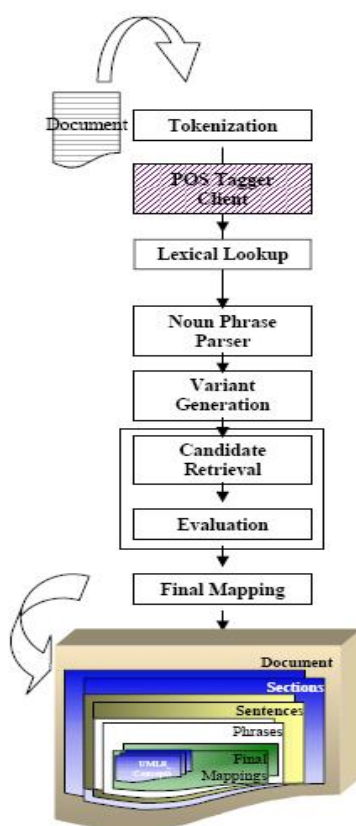 Document
Tokenization
POS Tagger
Client
Lexical Lookup
Noun Phrase
Parser
Variant
Generation
Candidate
Retrieval
Evaluation
Final Mapping
Document
Sections
Sentences
Phrases
Final
Mappings